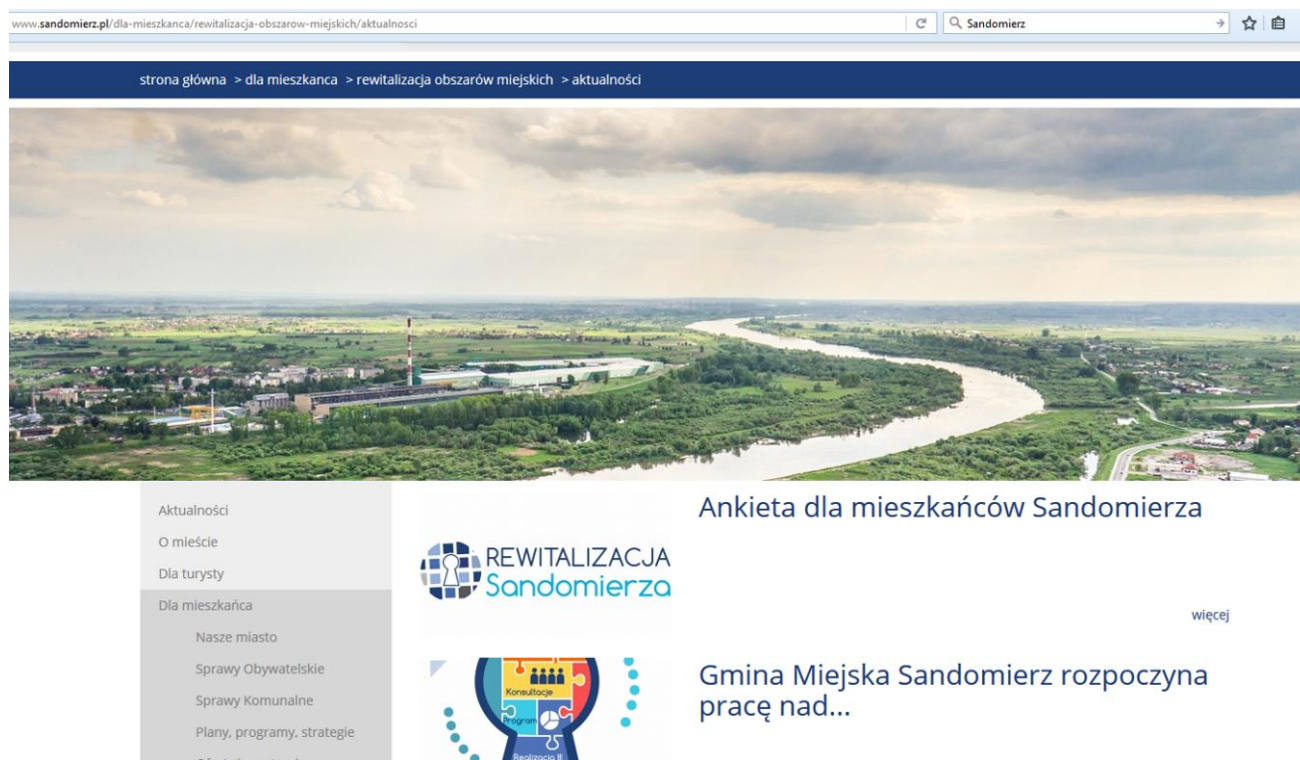 www.sandomierz.pl/dla-mieszkanca/rewitalizacja-obszarow-miejskich/aktualnosci
Sandomierz
strona główna > dla mieszkanca > rewitalizacja obszarów miejskich > aktualności
Aktualności
O mieście
Dla turysty
Dla mieszkańca
Nasze miasto
Sprawy Obywatelskie
Sprawy Komunalne
Plany, programy, strategie
REWITALIZACJA
Sandomierza
Ankieta dla mieszkańców Sandomierza
więcej
Konsultacje
Program
Realizacja
Gmina Miejska Sandomierz rozpoczyna
pracę nad...